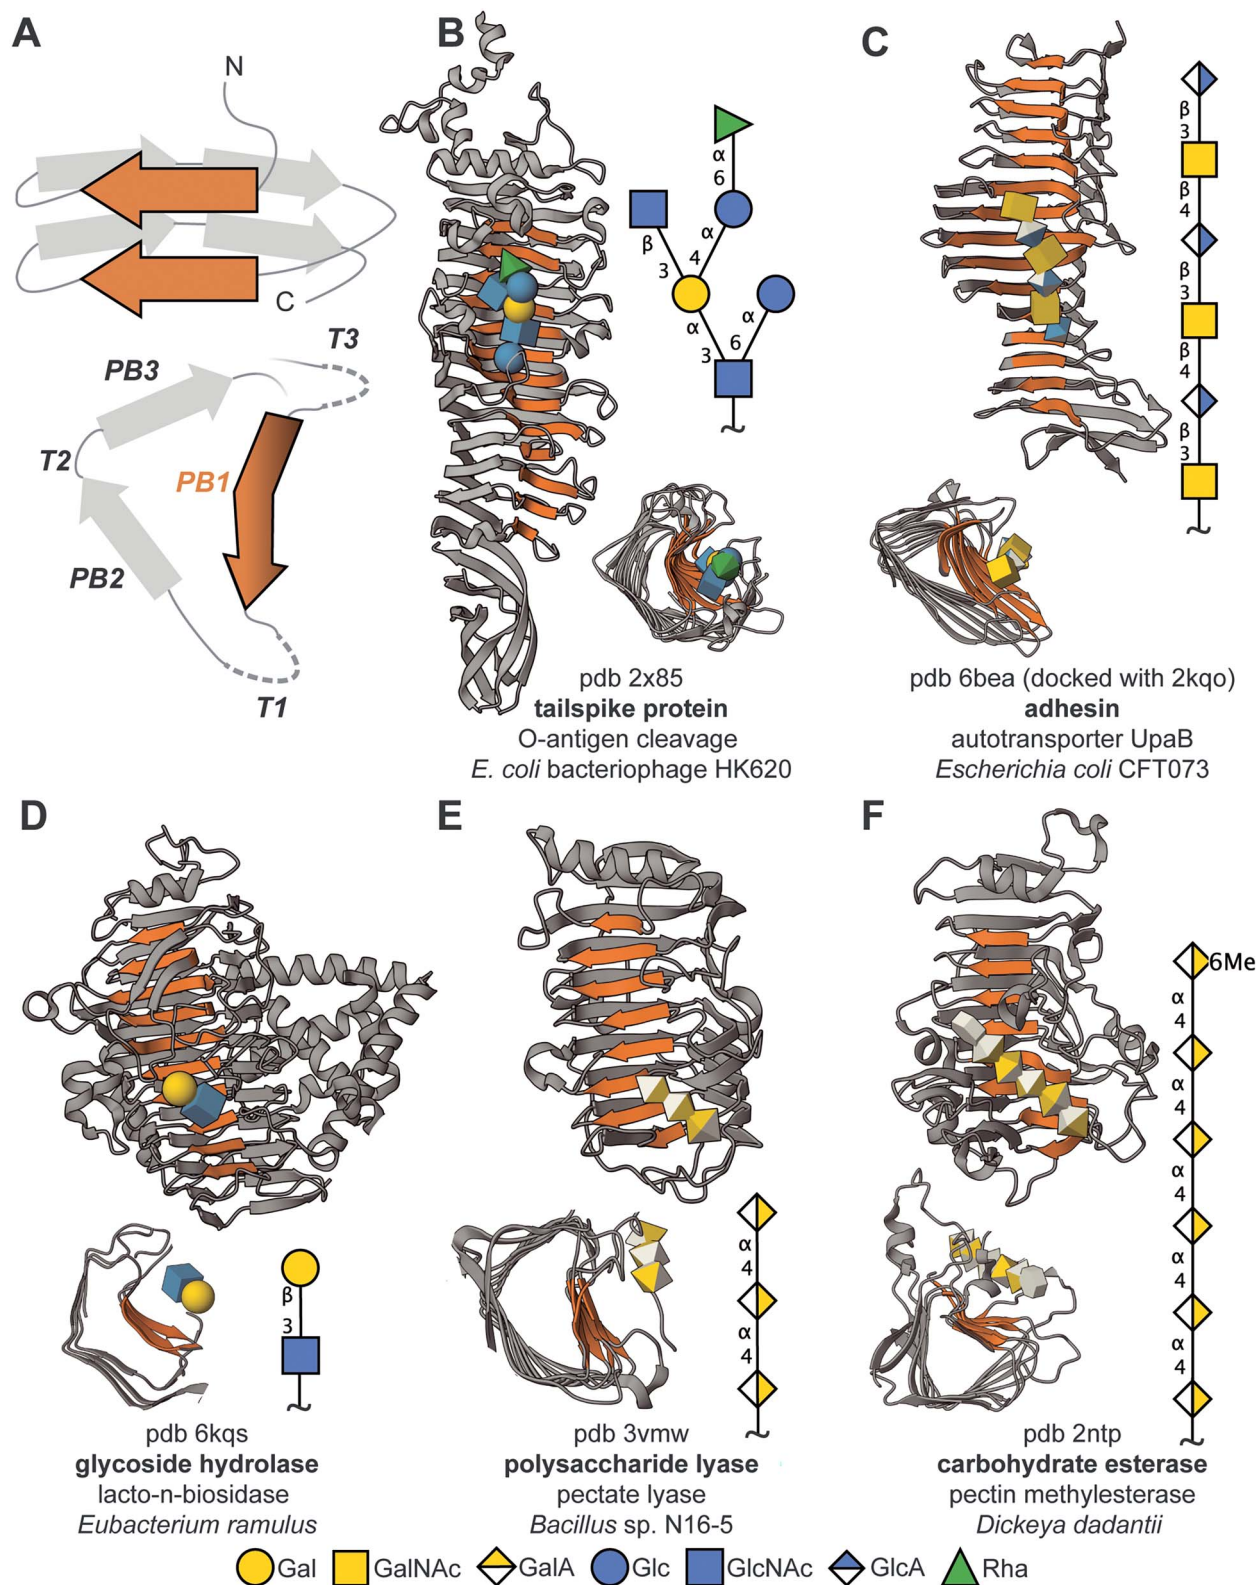 A
N
C
T3
PB3
T2
PB1
PB2
T1
B
α
6
β
3
α
4
α
3
6
α
pdb 2x85
tailspike protein
O-antigen cleavage
E. coli bacteriophage HK620
C
β
3
β
4
β
3
β
4
β
3
pdb 6bea (docked with 2kqo)
adhesin
autotransporter UpaB
Escherichia coli CFT073
D
β
3
pdb 6kqs
glycoside hydrolase
lacto-n-biosidase
Eubacterium ramulus
E
α
4
α
4
pdb 3vmw
polysaccharide lyase
pectate lyase
Bacillus sp. N16-5
F
6Me
α
4
α
4
α
4
α
4
α
4
pdb 2ntp
carbohydrate esterase
pectin methylesterase
Dickeya dadantii
Gal GalNAc GalA Glc GlcNAc GlcA Rha